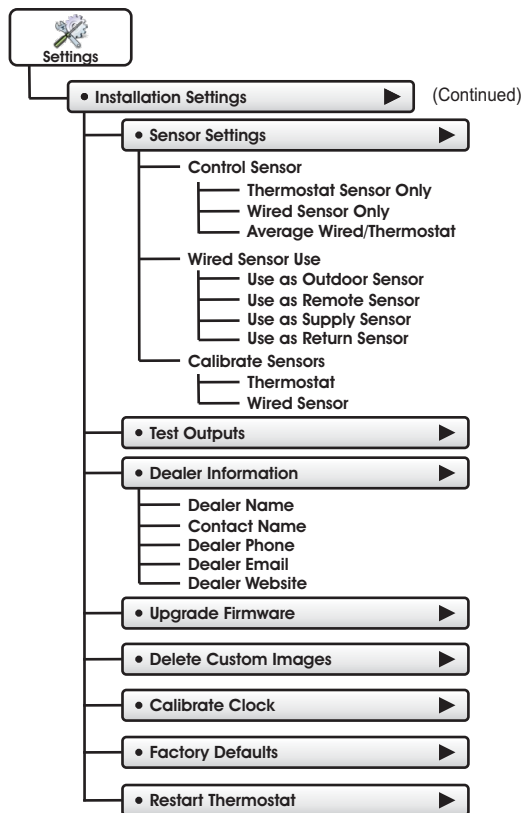 Settings
• Installation Settings (Continued)
• Sensor Settings
Control Sensor
Thermostat Sensor Only
Wired Sensor Only
Average Wired/Thermostat
Wired Sensor Use
Use as Outdoor Sensor
Use as Remote Sensor
Use as Supply Sensor
Use as Return Sensor
Calibrate Sensors
Thermostat
Wired Sensor
• Test Outputs
• Dealer Information
Dealer Name
Contact Name
Dealer Phone
Dealer Email
Dealer Website
• Upgrade Firmware
• Delete Custom Images
• Calibrate Clock
• Factory Defaults
• Restart Thermostat